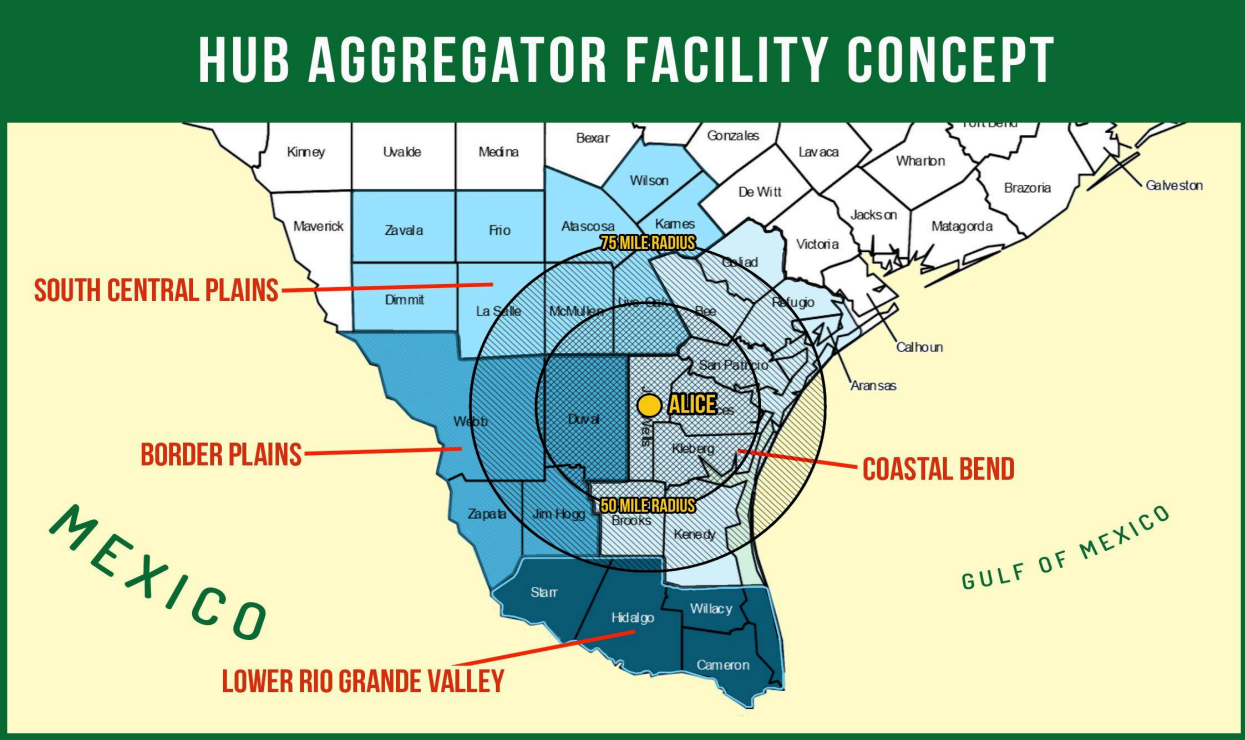 HUB AGGREGATOR FACILITY CONCEPT
Bexar
Gonzales
Fort Bend
Kinney
Uvalde
Medina
Lavaca
Wharton
Wilson
De Witt
Brazoria
Galveston
Maverick
Zavala
Frio
Atascosa
Karnes
Jackson
Matagorda
75 MILE RADIUS
Victoria
Goliad
SOUTH CENTRAL PLAINS
Dimmit
La Salle
McMullen
Live Oak
Bee
Refugio
Calhoun
San Patricio
Aransas
ALICE
Wells
Webb
Duval
BORDER PLAINS
Kleberg
COASTAL BEND
50 MILE RADIUS
Zapata
Jim Hogg
Brooks
Kenedy
MEXICO
GULF OF MEXICO
Starr
Hidalgo
Willacy
Cameron
LOWER RIO GRANDE VALLEY